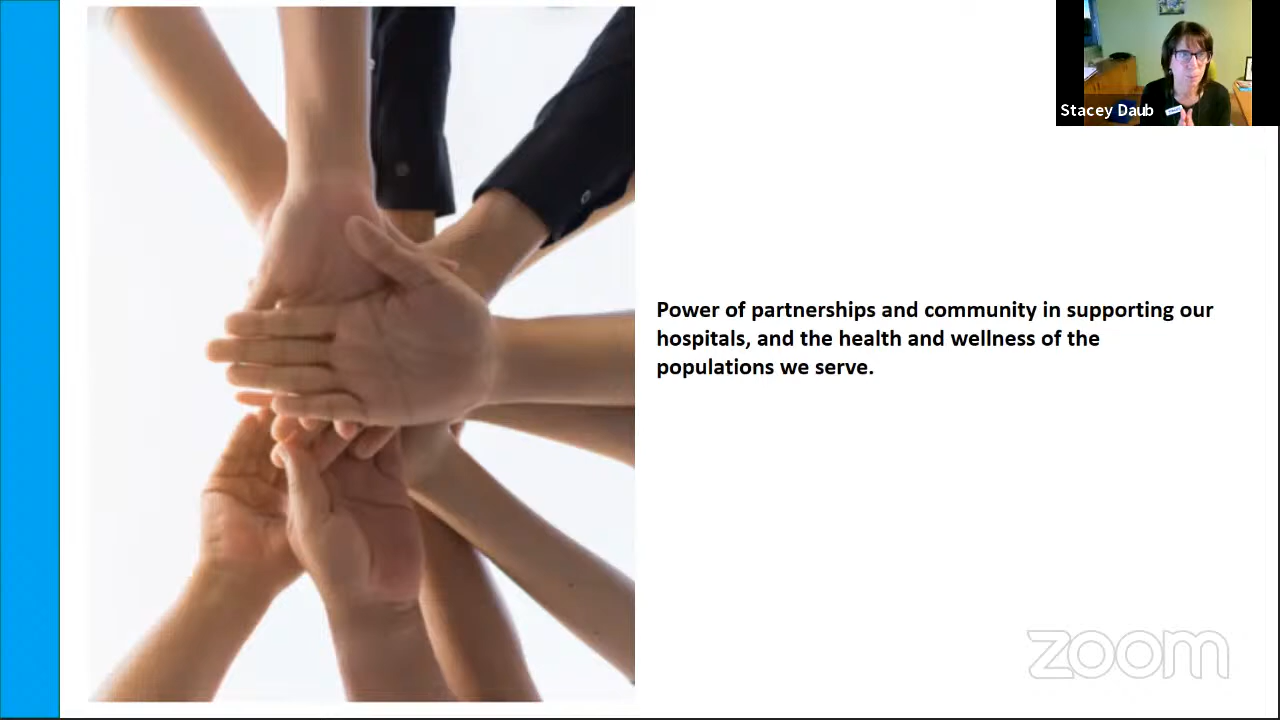 Stacey Daub
Power of partnerships and community in supporting our
hospitals, and the health and wellness of the
populations we serve.
zoom